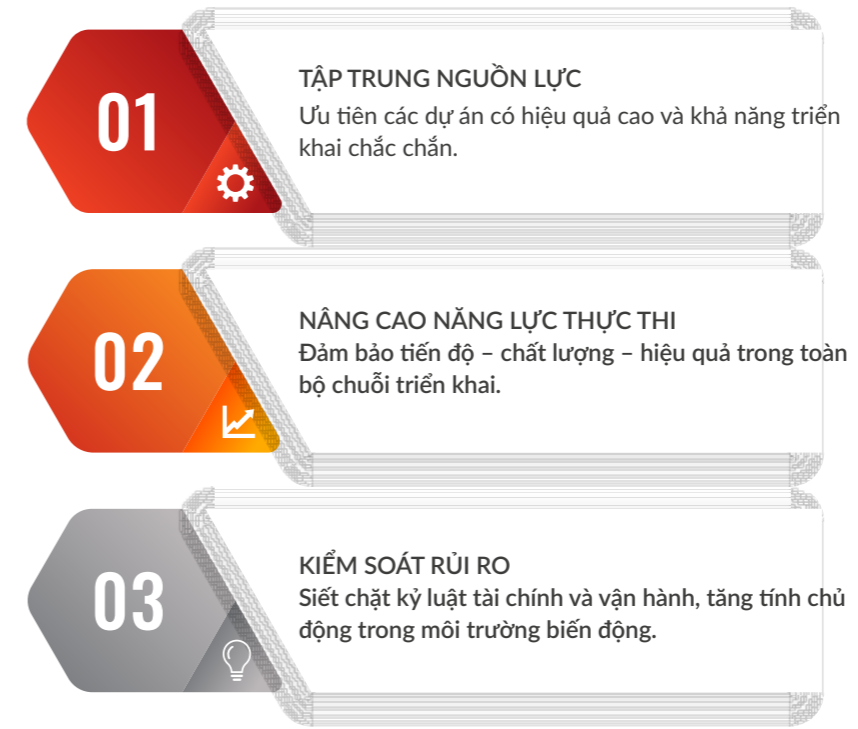 01
TẬP TRUNG NGUỒN LỰC
Ưu tiên các dự án có hiệu quả cao và khả năng triển
khai chắc chắn.
02
NÂNG CAO NĂNG LỰC THỰC THI
Đảm bảo tiến độ – chất lượng – hiệu quả trong toàn
bộ chuỗi triển khai.
03
KIỂM SOÁT RỦI RO
Siết chặt kỷ luật tài chính và vận hành, tăng tính chủ
động trong môi trường biến động.